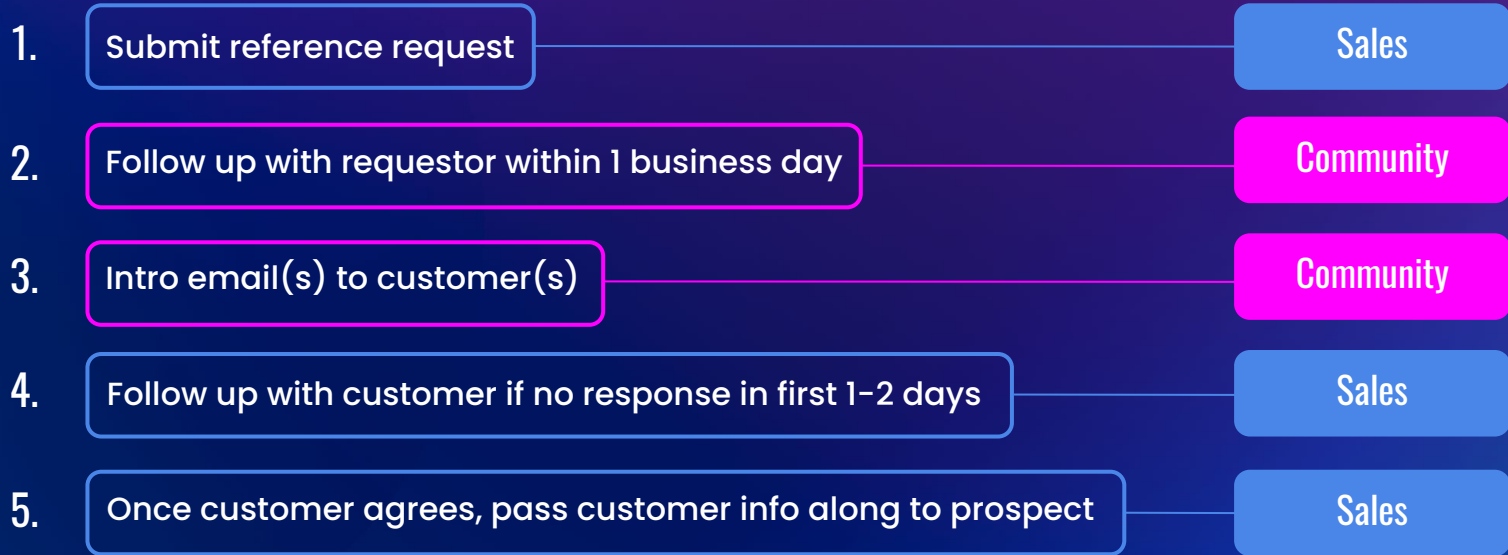 1. Submit reference request Sales
2. Follow up with requestor within 1 business day Community
3. Intro email(s) to customer(s) Community
4. Follow up with customer if no response in first 1-2 days Sales
5. Once customer agrees, pass customer info along to prospect Sales